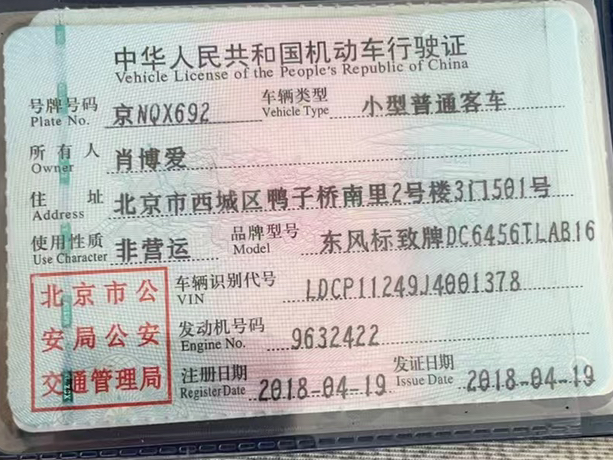 中华人民共和国机动车行驶证
Vehicle License of the People's Republic of China
号牌号码 京NQX692 车辆类型 小型普通客车
Plate No. Vehicle Type
所有人 肖博爱
Owner
住址 北京市西城区鸭子桥南里2号楼3门1501号
Address
使用性质 非营运 品牌型号 东风标致牌DC6456TLAB16
Use Character Model
北京市公
安局公安
交通管理局
车辆识别代号 LDCP11249J4001378
VIN
发动机号码 9632422
Engine No.
注册日期 2018-04-19 发证日期 2018-04-19
Register Date Issue Date